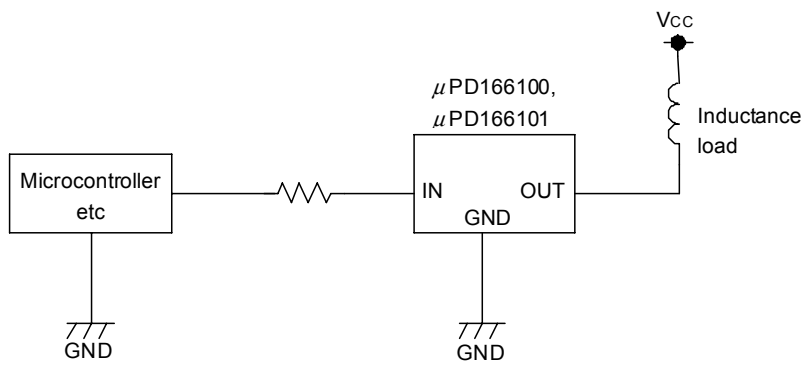 VCC
μPD166100,
μPD166101
Inductance
load
Microcontroller
etc
IN
OUT
GND
GND
GND